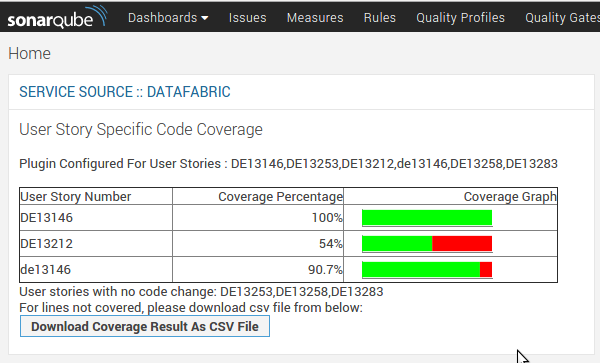 sonarqube Dashboards Issues Measures Rules Quality Profiles Quality Gates
Home
SERVICE SOURCE :: DATAFABRIC
User Story Specific Code Coverage
Plugin Configured For User Stories : DE13146,DE13253,DE13212,de13146,DE13258,DE13283
User Story Number Coverage Percentage Coverage Graph
DE13146 100%
DE13212 54%
de13146 90.7%
User stories with no code change: DE13253,DE13258,DE13283
For lines not covered, please download csv file from below:
Download Coverage Result As CSV File